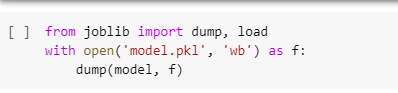 [ ] from joblib import dump, load
with open('model.pkl', 'wb') as f:
    dump(model, f)